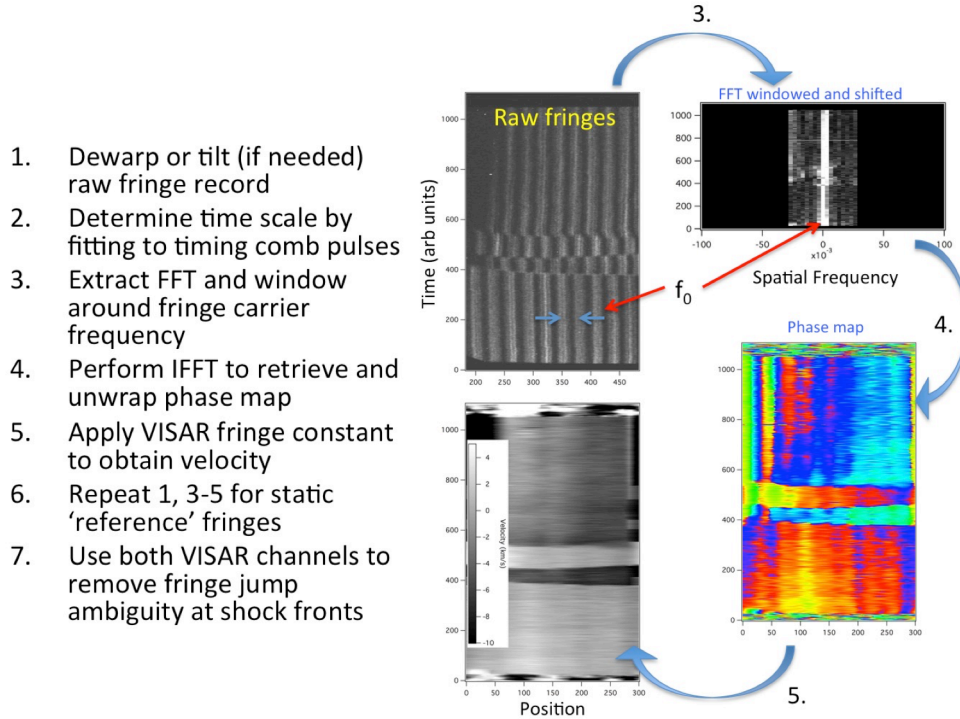 1. Dewarp or tilt (if needed)
raw fringe record
2. Determine time scale by
fitting to timing comb pulses
3. Extract FFT and window
around fringe carrier
frequency
4. Perform IFFT to retrieve and
unwrap phase map
5. Apply VISAR fringe constant
to obtain velocity
6. Repeat 1, 3-5 for static
‘reference’ fringes
7. Use both VISAR channels to
remove fringe jump
ambiguity at shock fronts
3.
Raw fringes
Time (arb units)
1000
800
600
400
200
0
200 250 300 350 400 450
FFT windowed and shifted
1000
800
600
400
200
0
-100 -50 0 50 100
x10⁻³
Spatial Frequency
f₀
4.
Phase map
1000
800
600
400
200
0
0 50 100 150 200 250 300
5.
1000
800
600
400
200
0
4
2
0
-2
-4
-6
-8
-10
Velocity (km/s)
0 50 100 150 200 250 300
Position